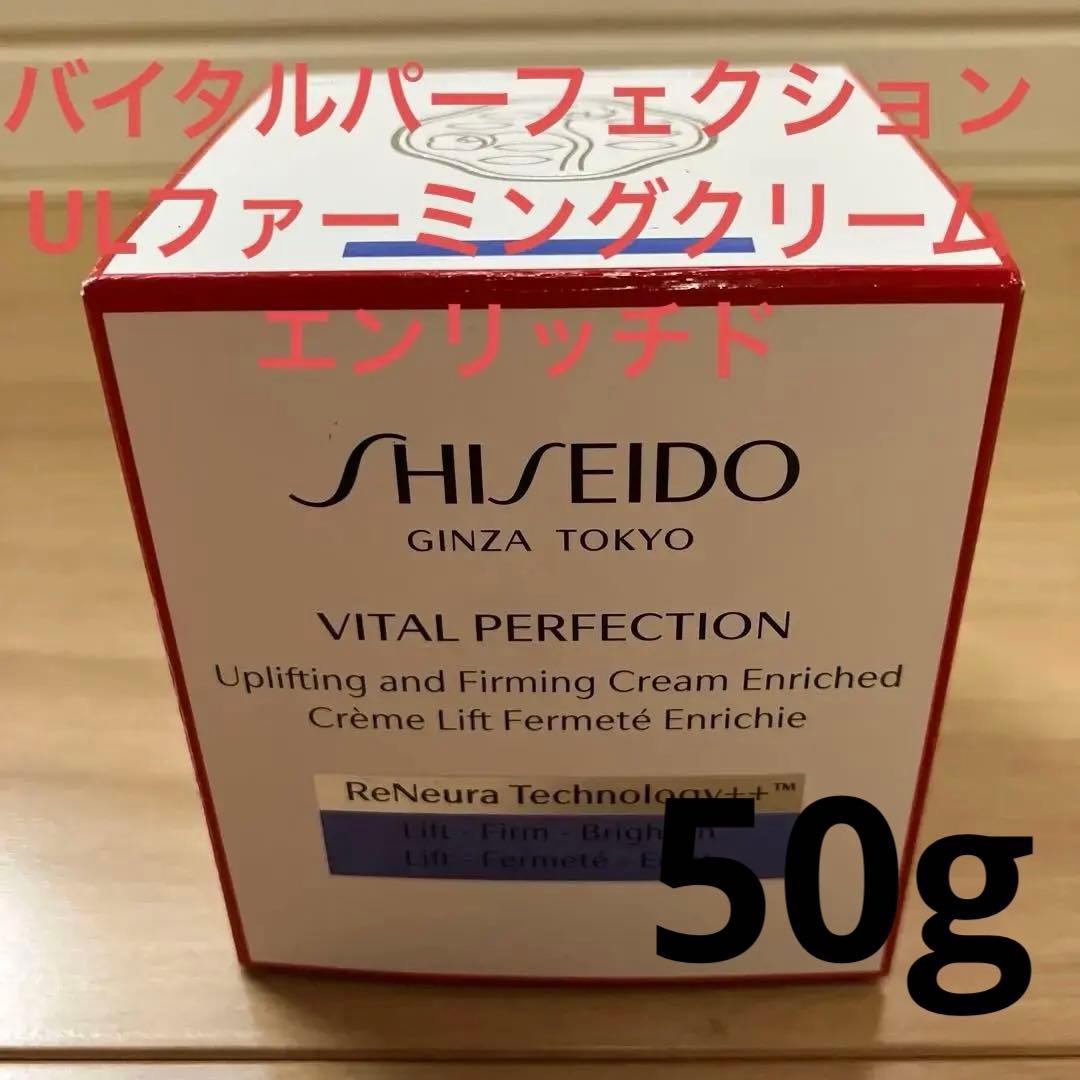 バイタルパーフェクション
ULファーミングクリーム
エンリッチド
SHISEIDO
GINZA TOKYO
VITAL PERFECTION
Uplifting and Firming Cream Enriched
Crème Lift Fermeté Enrichie
ReNeura Technology++™
Lift - Firm - Brighten
Lift - Fermeté -
50g